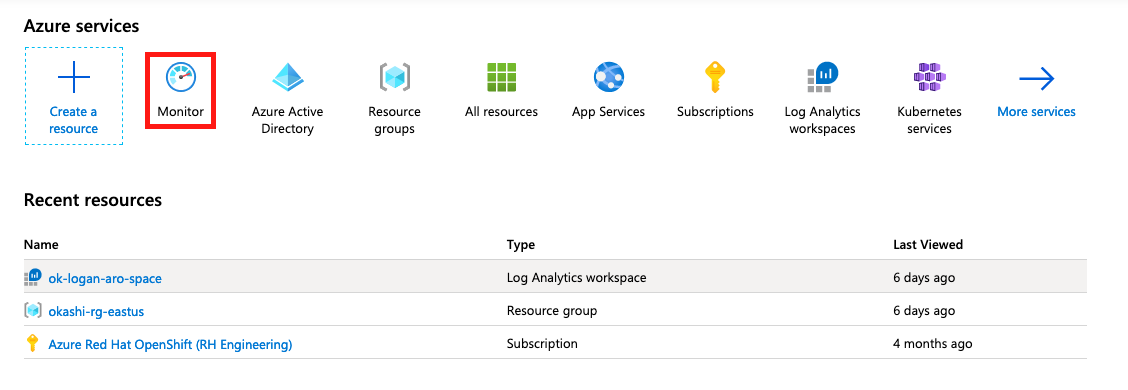 Azure services
Create a
resource
Monitor
Azure Active
Directory
Resource
groups
All resources
App Services
Subscriptions
Log Analytics
workspaces
Kubernetes
services
More services
Recent resources
Name Type Last Viewed
ok-logan-aro-space Log Analytics workspace 6 days ago
okashi-rg-eastus Resource group 6 days ago
Azure Red Hat OpenShift (RH Engineering) Subscription 4 months ago